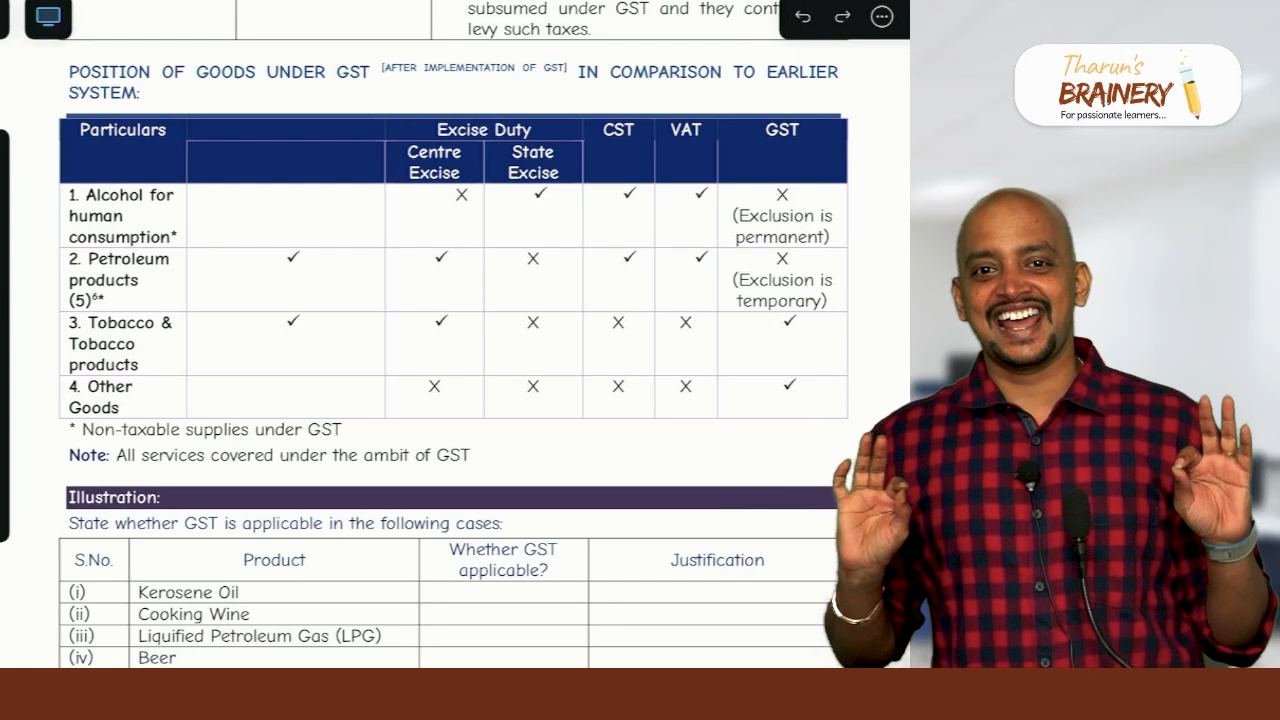 subsumed under GST and they cont
levy such taxes.
POSITION OF GOODS UNDER GST [AFTER IMPLEMENTATION OF GST] IN COMPARISON TO EARLIER
SYSTEM:
Particulars Excise Duty CST VAT GST
Centre Excise State Excise
1. Alcohol for human consumption* X ✓ ✓ ✓ X (Exclusion is permanent)
2. Petroleum products (5)⁶* ✓ ✓ X ✓ ✓ X (Exclusion is temporary)
3. Tobacco & Tobacco products ✓ ✓ X X X ✓
4. Other Goods X X X X ✓
* Non-taxable supplies under GST
Note: All services covered under the ambit of GST
Illustration:
State whether GST is applicable in the following cases:
S.No. Product Whether GST applicable? Justification
(i) Kerosene Oil
(ii) Cooking Wine
(iii) Liquified Petroleum Gas (LPG)
(iv) Beer
Tharun's
BRAINERY
For passionate learners...